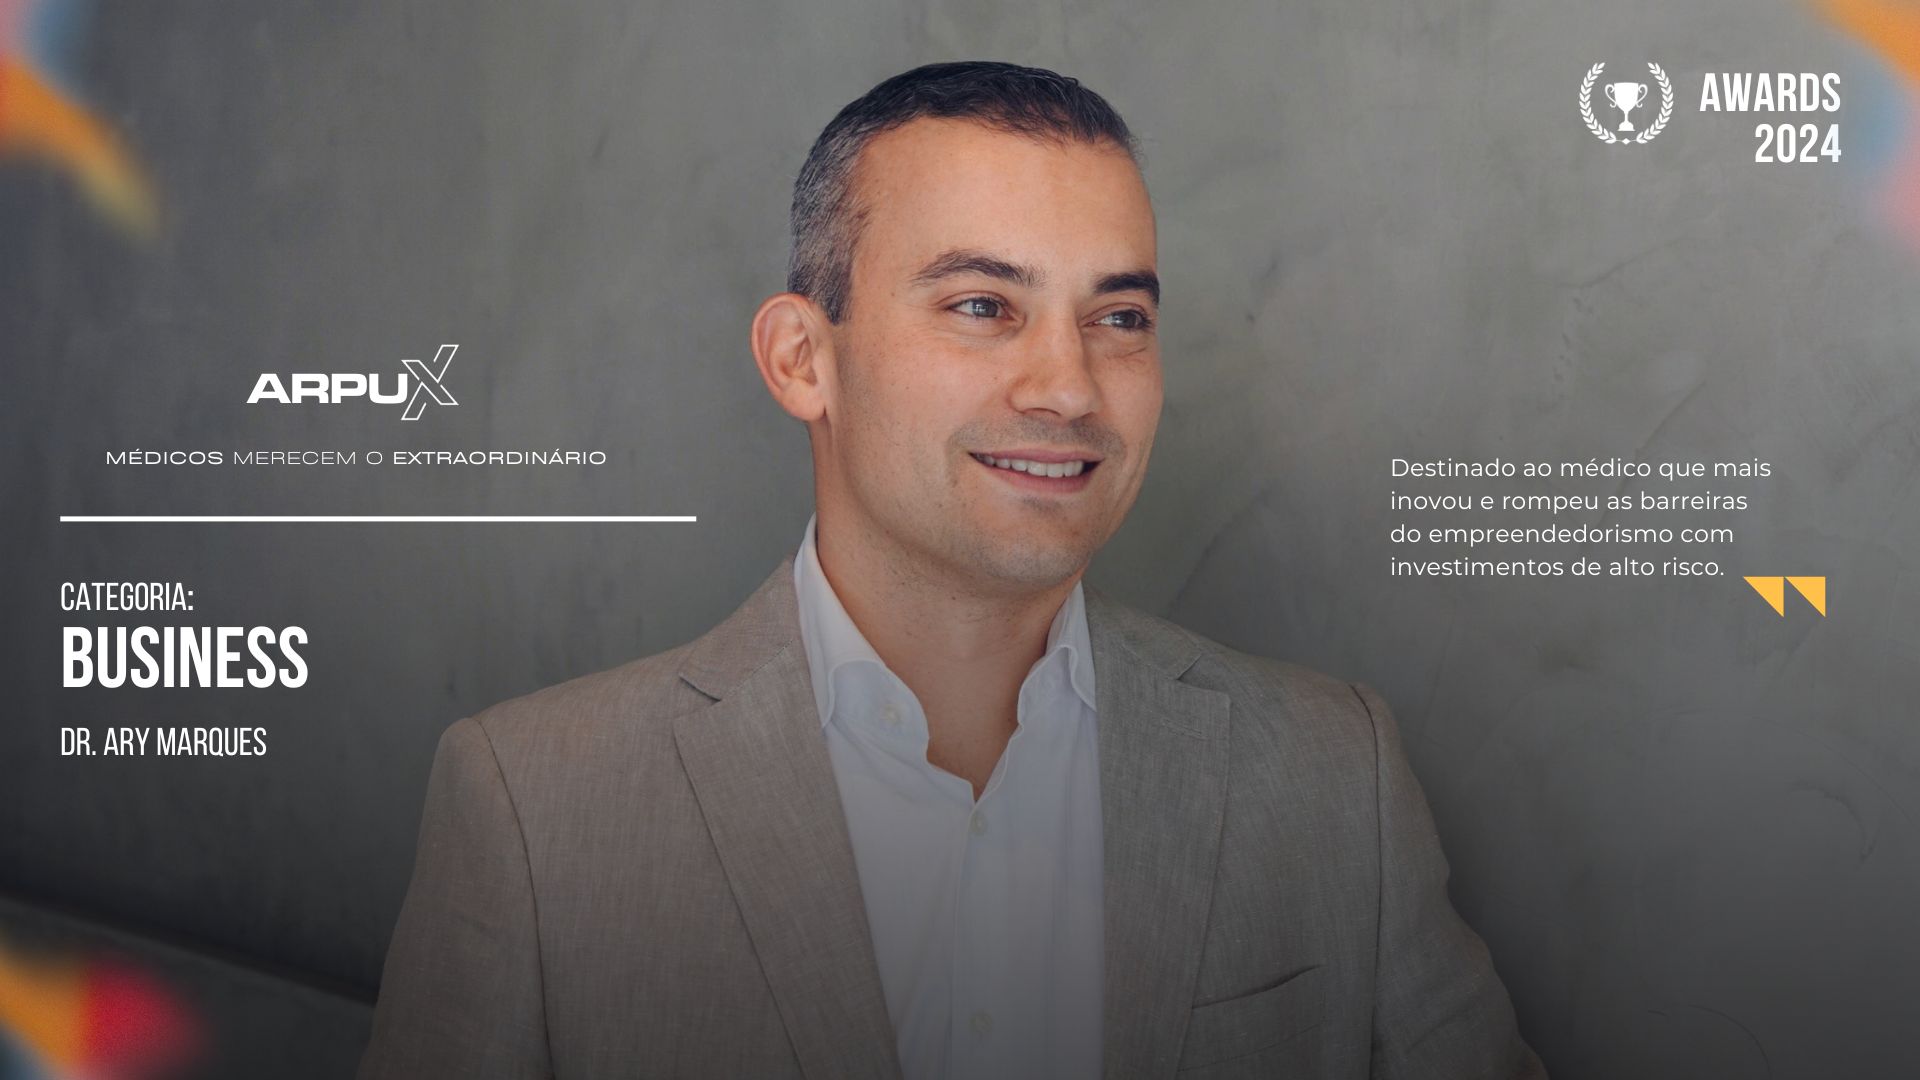 AWARDS
2024
ARPUX
MÉDICOS MERECEM O EXTRAORDINÁRIO
CATEGORIA:
BUSINESS
DR. ARY MARQUES
Destinado ao médico que mais
inovou e rompeu as barreiras
do empreendedorismo com
investimentos de alto risco.